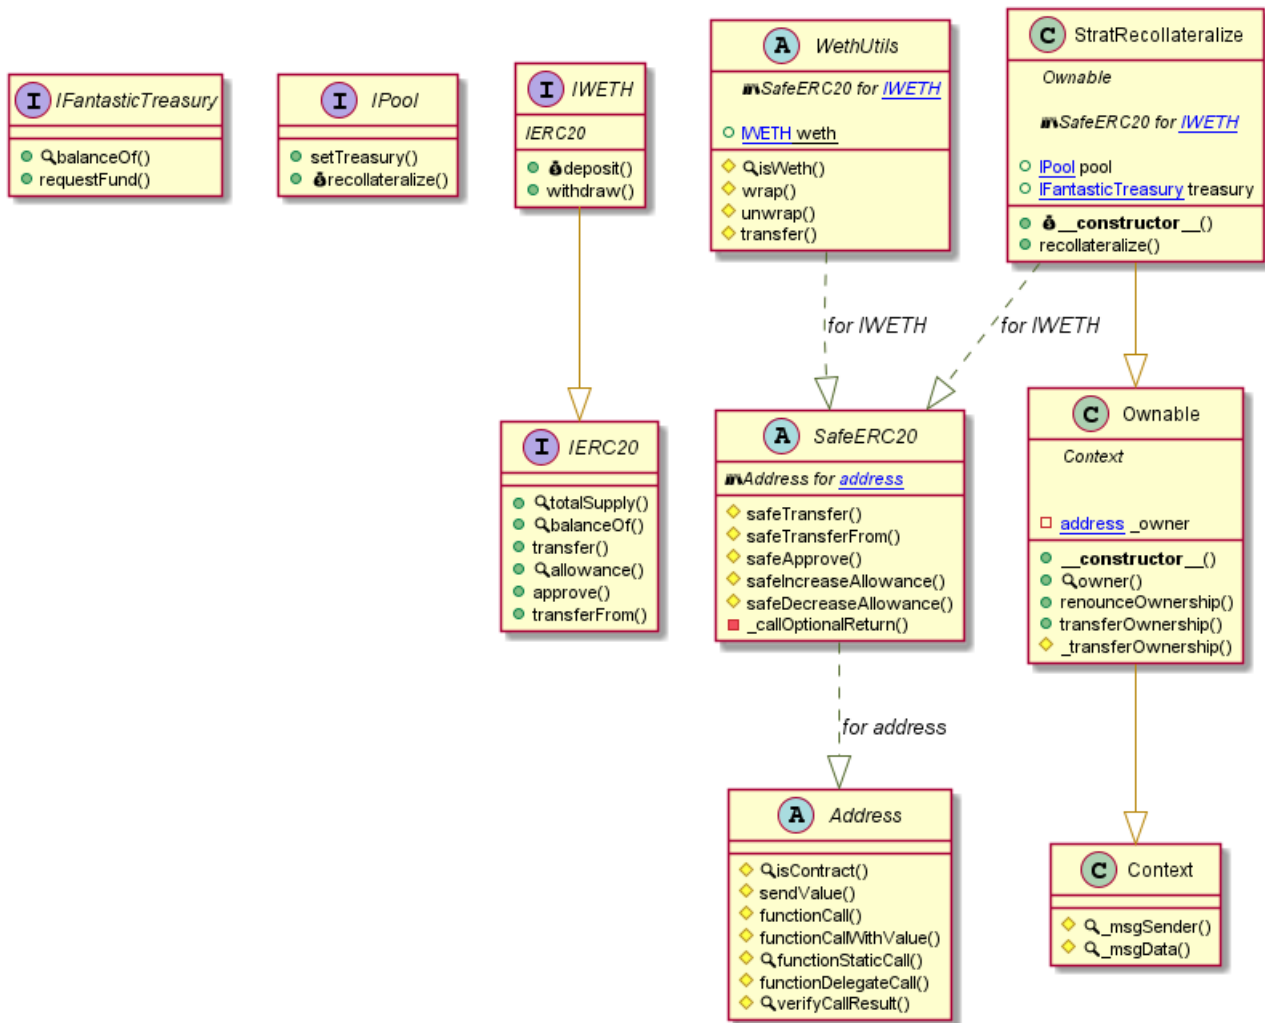 I IFantasticTreasury
balanceOf()
requestFund()
I IPool
setTreasury()
recollateralize()
I IWETH
IERC20
deposit()
withdraw()
A WethUtils
SafeERC20 for IWETH
IWETH weth
isWeth()
wrap()
unwrap()
transfer()
C StratRecollateralize
Ownable
SafeERC20 for IWETH
IPool pool
IFantasticTreasury treasury
__constructor__()
recollateralize()
for IWETH
for IWETH
I IERC20
totalSupply()
balanceOf()
transfer()
allowance()
approve()
transferFrom()
A SafeERC20
Address for address
safeTransfer()
safeTransferFrom()
safeApprove()
safeIncreaseAllowance()
safeDecreaseAllowance()
_callOptionalReturn()
C Ownable
Context
address _owner
__constructor__()
owner()
renounceOwnership()
transferOwnership()
_transferOwnership()
for address
A Address
isContract()
sendValue()
functionCall()
functionCallWithValue()
functionStaticCall()
functionDelegateCall()
verifyCallResult()
C Context
_msgSender()
_msgData()